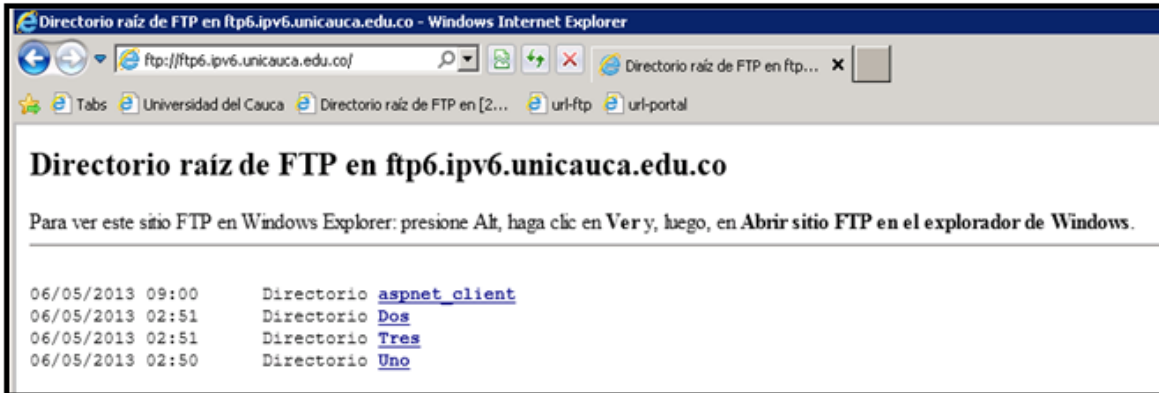 Directorio raíz de FTP en ftp6.ipv6.unicauca.edu.co - Windows Internet Explorer
ftp://ftp6.ipv6.unicauca.edu.co/ Directorio raíz de FTP en ftp...
Tabs Universidad del Cauca Directorio raíz de FTP en [2... url-ftp url-portal
Directorio raíz de FTP en ftp6.ipv6.unicauca.edu.co
Para ver este sitio FTP en Windows Explorer: presione Alt, haga clic en Ver y, luego, en Abrir sitio FTP en el explorador de Windows.
06/05/2013 09:00 Directorio aspnet_client
06/05/2013 02:51 Directorio Dos
06/05/2013 02:51 Directorio Tres
06/05/2013 02:50 Directorio Uno